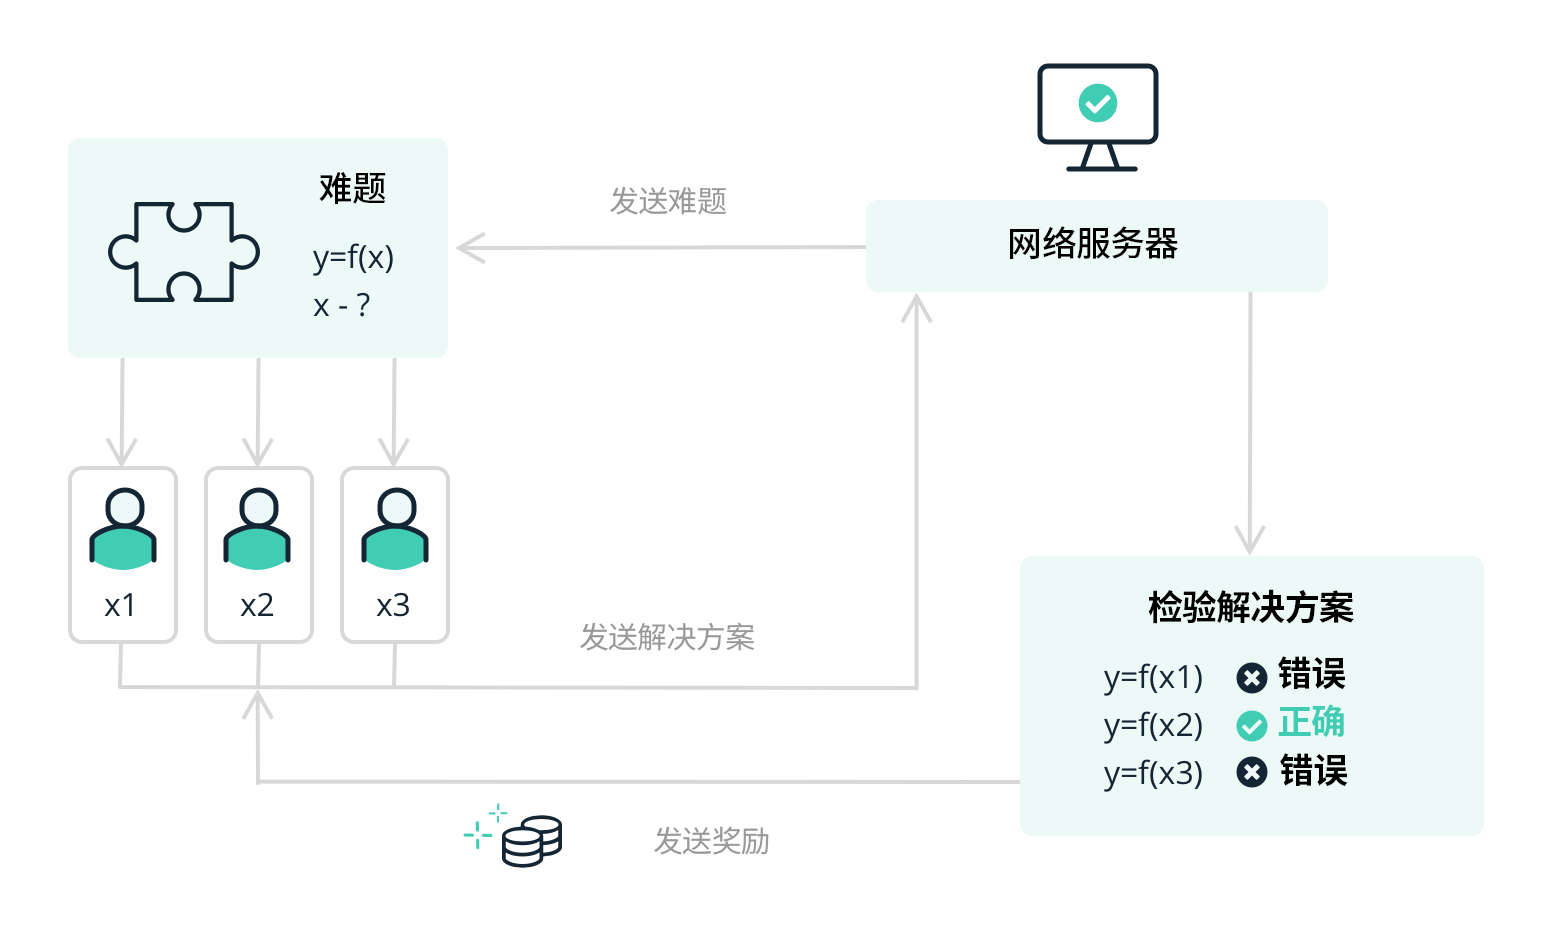 难题
y=f(x)
x - ?
发送难题
网络服务器
x1
x2
x3
发送解决方案
检验解决方案
y=f(x1) 错误
y=f(x2) 正确
y=f(x3) 错误
发送奖励